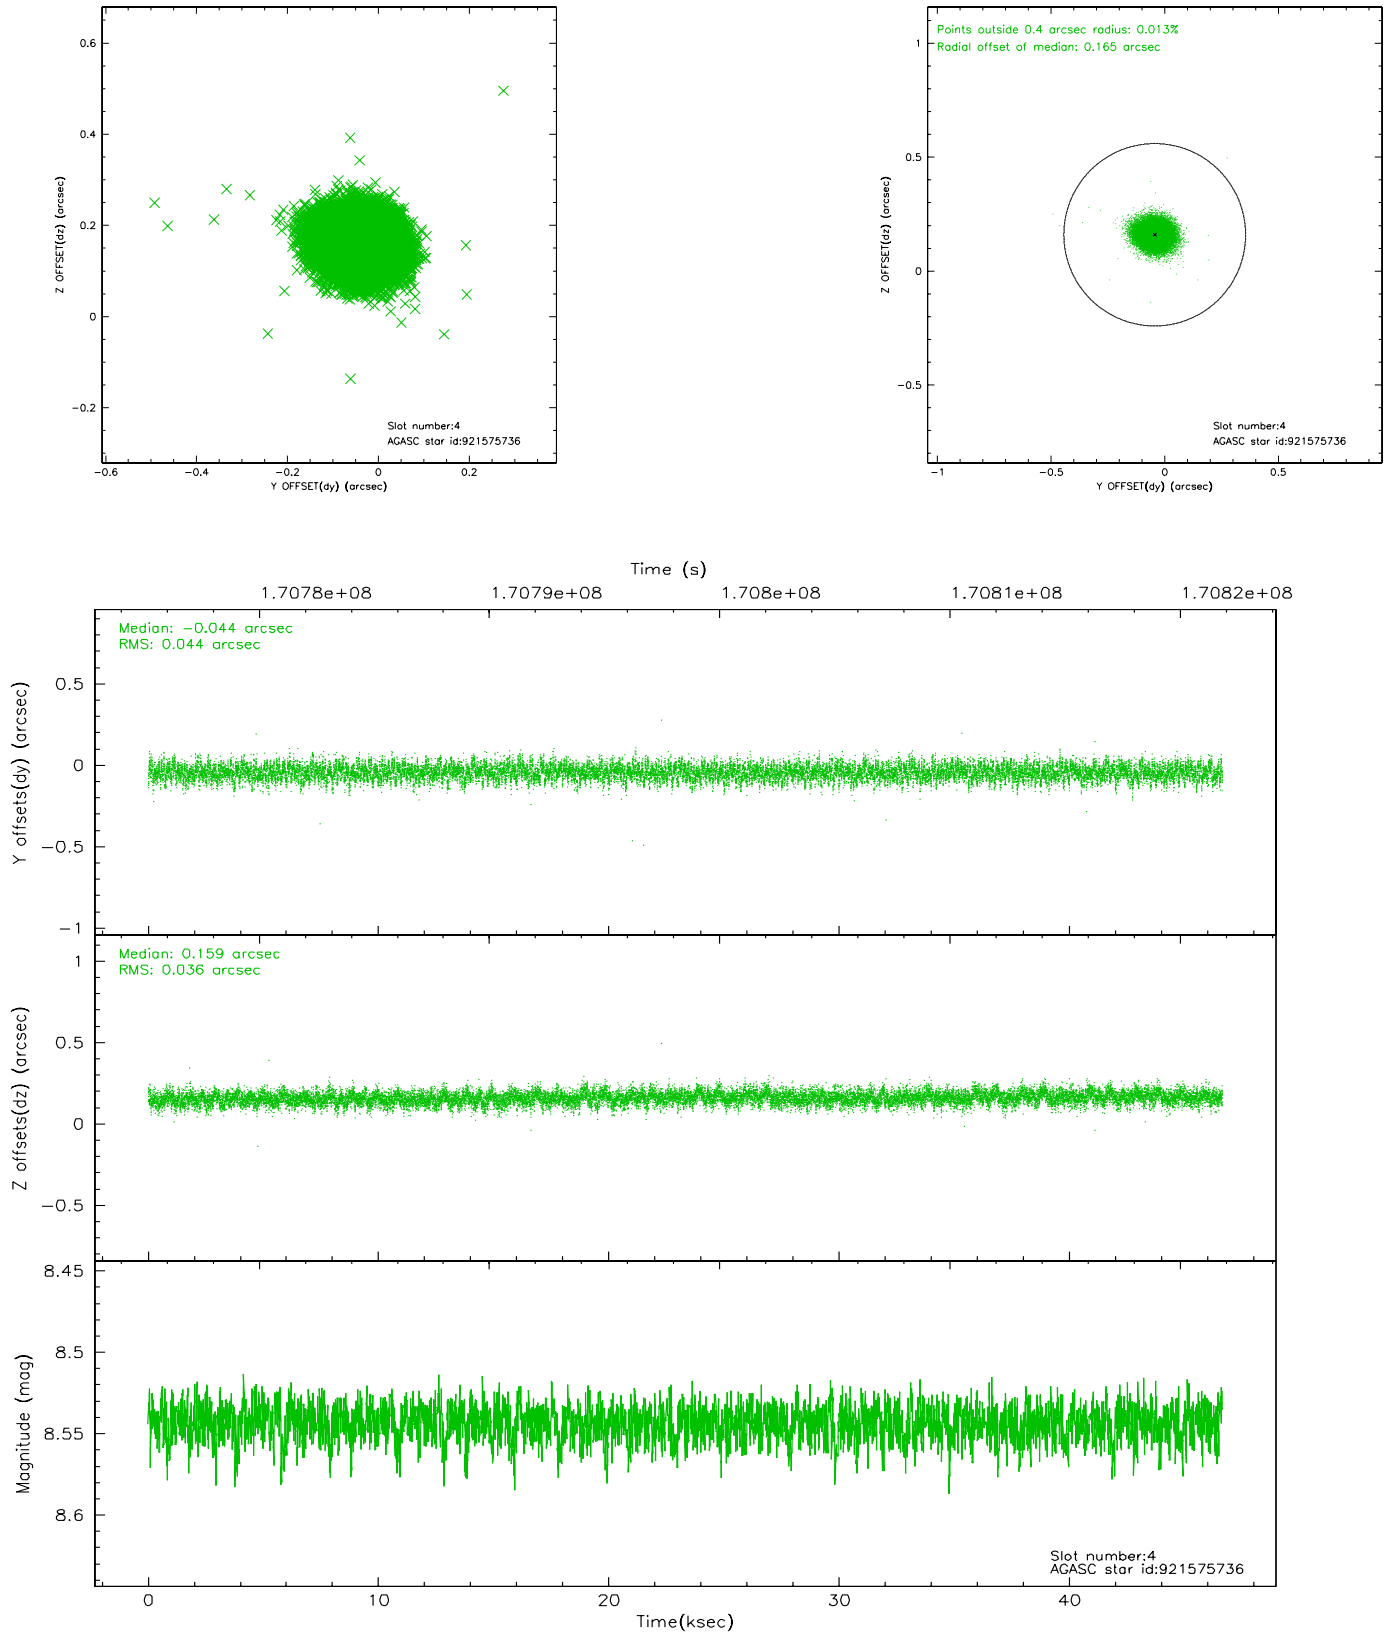 0.6
0.4
0.2
0
−0.2
Z OFFSET(dz) (arcsec)
Slot number:4
AGASC star id:921575736
−0.6 −0.4 −0.2 0 0.2
Y OFFSET(dy) (arcsec)
Points outside 0.4 arcsec radius: 0.013%
Radial offset of median: 0.165 arcsec
1
0.5
0
−0.5
Z OFFSET(dz) (arcsec)
Slot number:4
AGASC star id:921575736
−1 −0.5 0 0.5
Y OFFSET(dy) (arcsec)
Time (s)
1.7078e+08 1.7079e+08 1.708e+08 1.7081e+08 1.7082e+08
Median: −0.044 arcsec
RMS: 0.044 arcsec
0.5
0
−0.5
−1
Y offsets(dy) (arcsec)
Median: 0.159 arcsec
RMS: 0.036 arcsec
1
0.5
0
−0.5
Z offsets(dz) (arcsec)
8.45
8.5
8.55
8.6
Magnitude (mag)
Slot number:4
AGASC star id:921575736
0 10 20 30 40
Time(ksec)